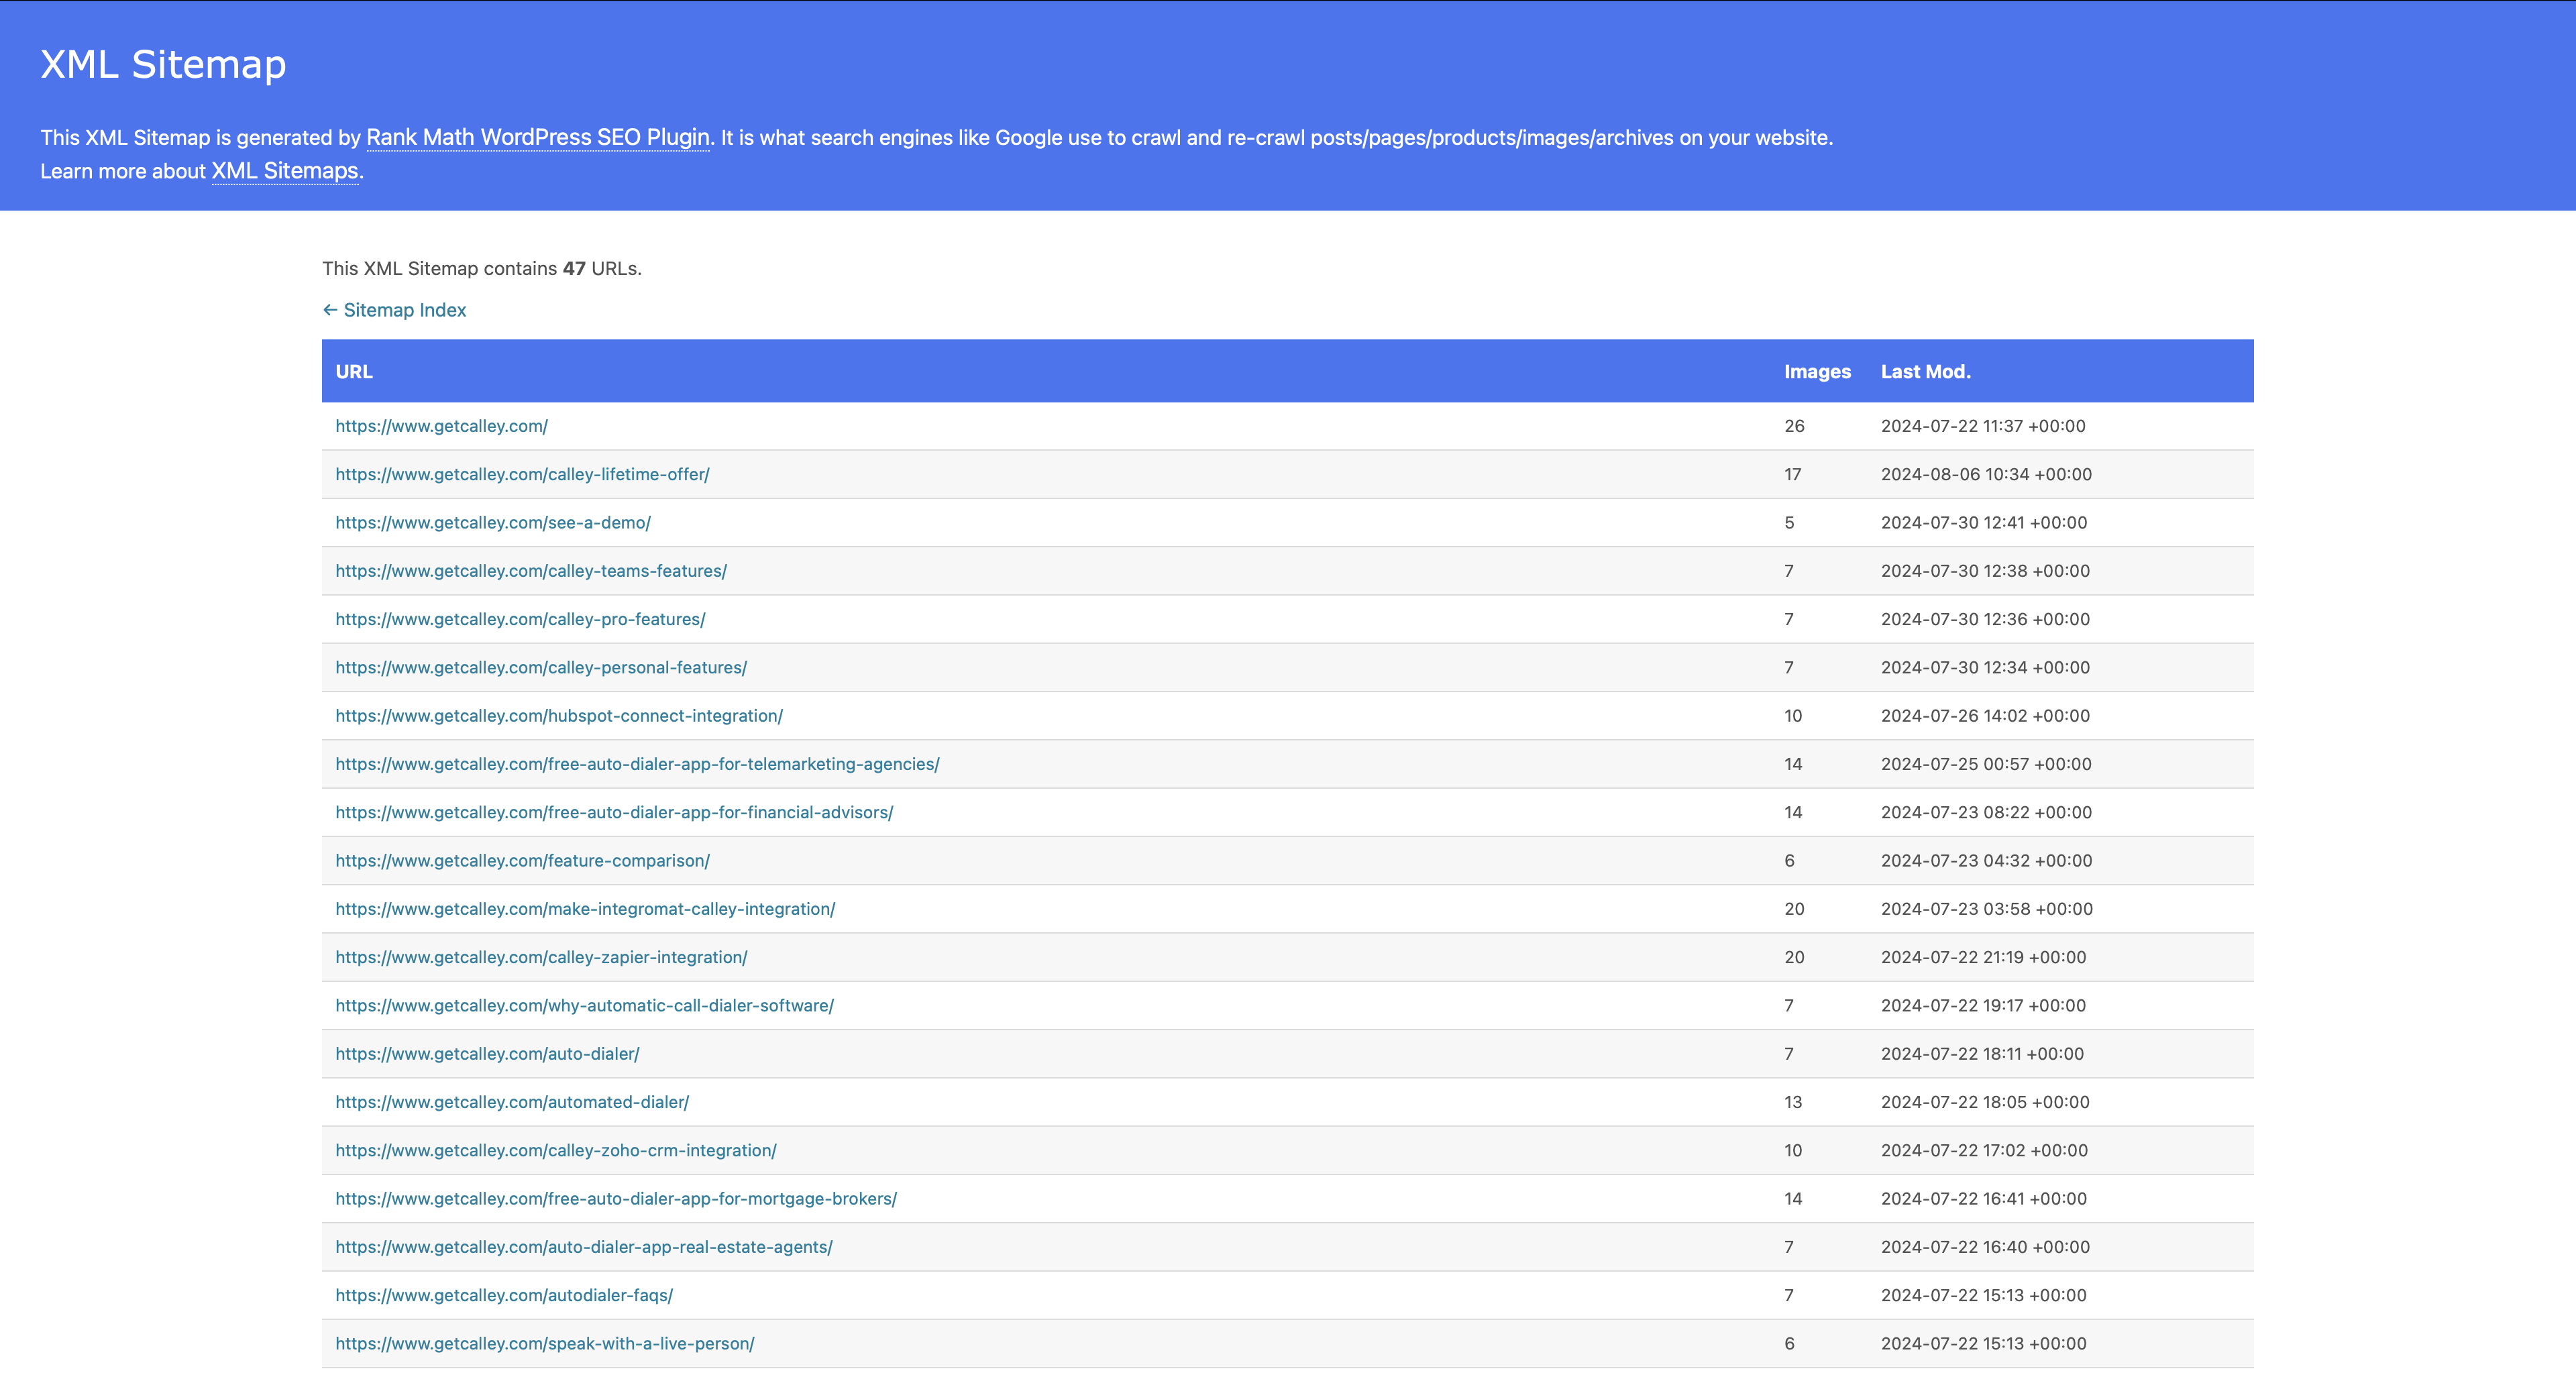 XML Sitemap
This XML Sitemap is generated by Rank Math WordPress SEO Plugin. It is what search engines like Google use to crawl and re-crawl posts/pages/products/images/archives on your website.
Learn more about XML Sitemaps.
This XML Sitemap contains 47 URLs.
← Sitemap Index
URL Images Last Mod.
https://www.getcalley.com/ 26 2024-07-22 11:37 +00:00
https://www.getcalley.com/calley-lifetime-offer/ 17 2024-08-06 10:34 +00:00
https://www.getcalley.com/see-a-demo/ 5 2024-07-30 12:41 +00:00
https://www.getcalley.com/calley-teams-features/ 7 2024-07-30 12:38 +00:00
https://www.getcalley.com/calley-pro-features/ 7 2024-07-30 12:36 +00:00
https://www.getcalley.com/calley-personal-features/ 7 2024-07-30 12:34 +00:00
https://www.getcalley.com/hubspot-connect-integration/ 10 2024-07-26 14:02 +00:00
https://www.getcalley.com/free-auto-dialer-app-for-telemarketing-agencies/ 14 2024-07-25 00:57 +00:00
https://www.getcalley.com/free-auto-dialer-app-for-financial-advisors/ 14 2024-07-23 08:22 +00:00
https://www.getcalley.com/feature-comparison/ 6 2024-07-23 04:32 +00:00
https://www.getcalley.com/make-integromat-calley-integration/ 20 2024-07-23 03:58 +00:00
https://www.getcalley.com/calley-zapier-integration/ 20 2024-07-22 21:19 +00:00
https://www.getcalley.com/why-automatic-call-dialer-software/ 7 2024-07-22 19:17 +00:00
https://www.getcalley.com/auto-dialer/ 7 2024-07-22 18:11 +00:00
https://www.getcalley.com/automated-dialer/ 13 2024-07-22 18:05 +00:00
https://www.getcalley.com/calley-zoho-crm-integration/ 10 2024-07-22 17:02 +00:00
https://www.getcalley.com/free-auto-dialer-app-for-mortgage-brokers/ 14 2024-07-22 16:41 +00:00
https://www.getcalley.com/auto-dialer-app-real-estate-agents/ 7 2024-07-22 16:40 +00:00
https://www.getcalley.com/autodialer-faqs/ 7 2024-07-22 15:13 +00:00
https://www.getcalley.com/speak-with-a-live-person/ 6 2024-07-22 15:13 +00:00